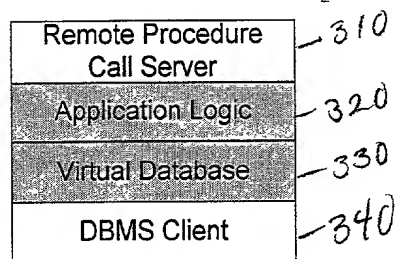 Remote Procedure
Call Server
310
Application Logic
320
Virtual Database
330
DBMS Client
340